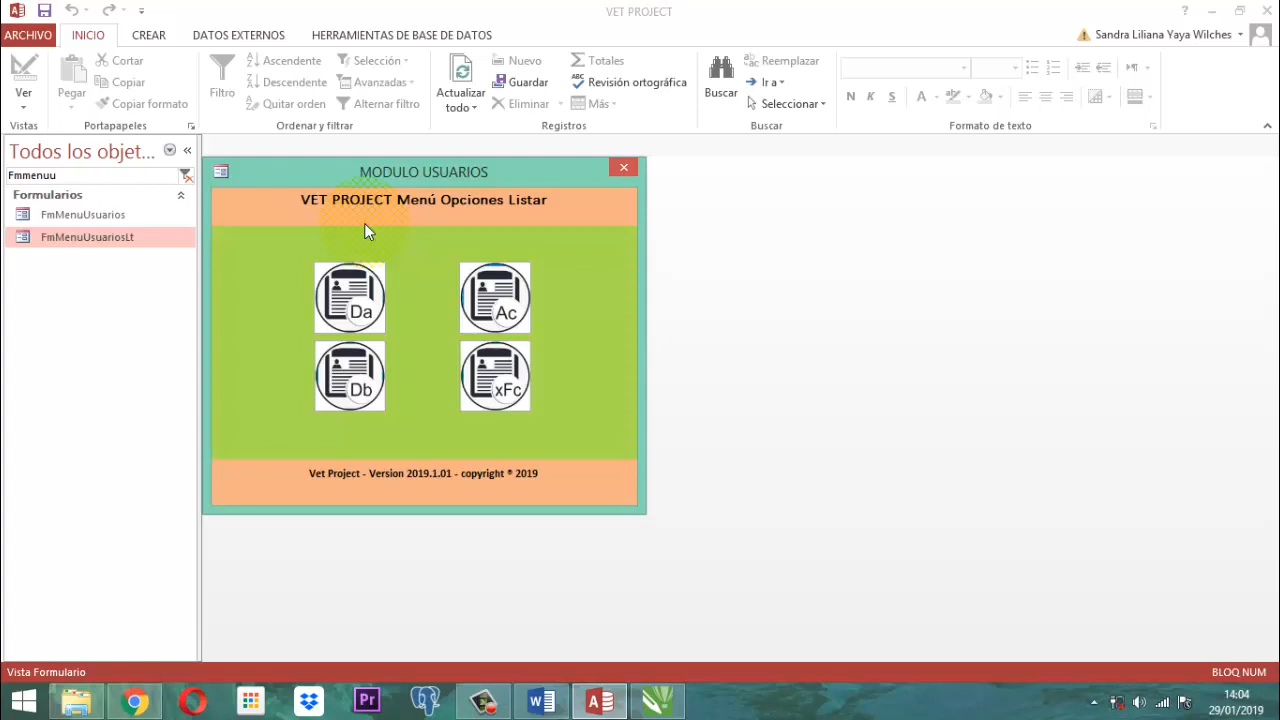 VET PROJECT
?
ARCHIVO INICIO CREAR DATOS EXTERNOS HERRAMIENTAS DE BASE DE DATOS Sandra Liliana Yaya Wilches
Ver
Vistas
Pegar
Cortar
Copiar
Copiar formato
Portapapeles
Filtro
Ascendente
Descendente
Quitar orden
Selección
Avanzadas
Alternar filtro
Ordenar y filtrar
Actualizar
todo
Nuevo
Guardar
Eliminar
Totales
Revisión ortográfica
Más
Registros
Buscar
Reemplazar
Ir a
Seleccionar
Buscar
N K S A
Formato de texto
Todos los objet...
Fmmenuu
Formularios
FmMenuUsuarios
FmMenuUsuariosLt
MODULO USUARIOS
VET PROJECT Menú Opciones Listar
Da Ac
Db xFc
Vet Project - Version 2019.1.01 - copyright ® 2019
Vista Formulario BLOQ NUM
Pr
14:04
29/01/2019